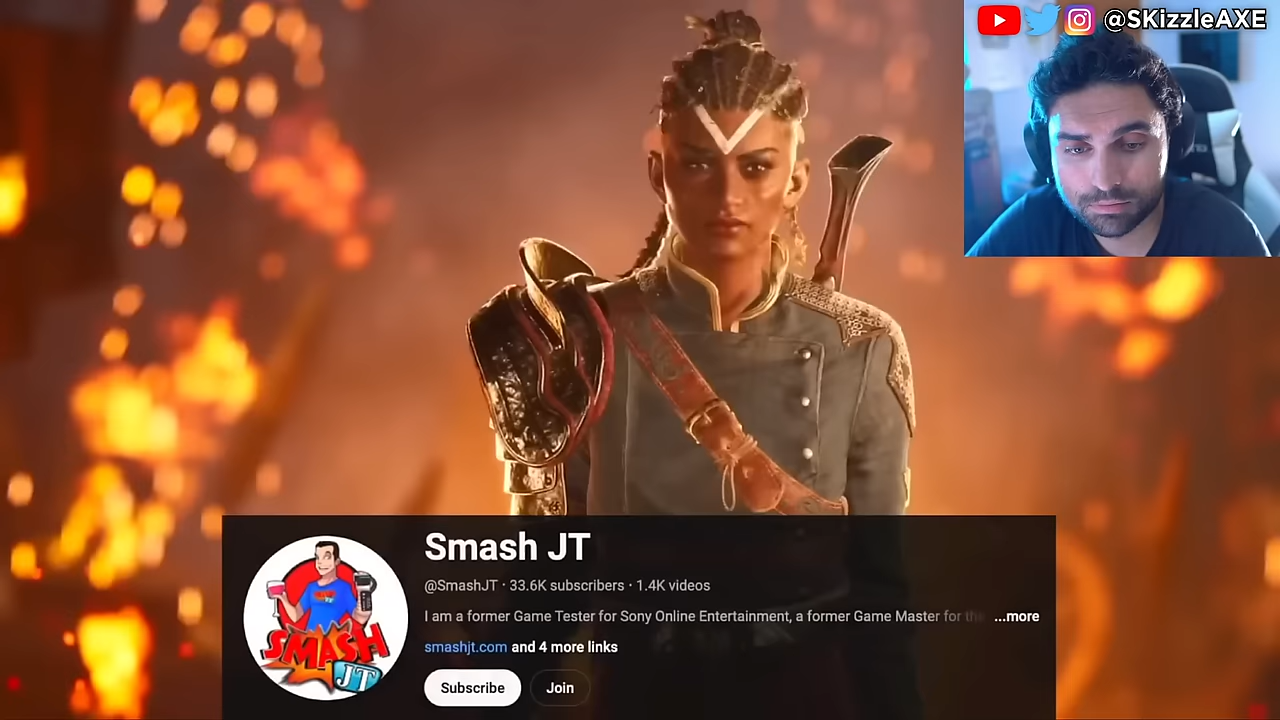 @SKizzleAXE
Smash JT
@SmashJT · 33.6K subscribers · 1.4K videos
I am a former Game Tester for Sony Online Entertainment, a former Game Master for the ...more
smashjt.com and 4 more links
SMASH
JT
Subscribe
Join